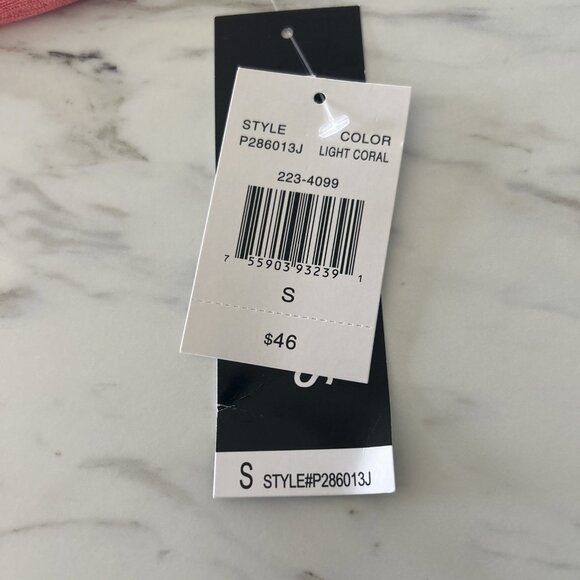 STYLE COLOR
P286013J LIGHT CORAL
223-4099
7 55903 93239 1
S
$46
S
S STYLE#P286013J